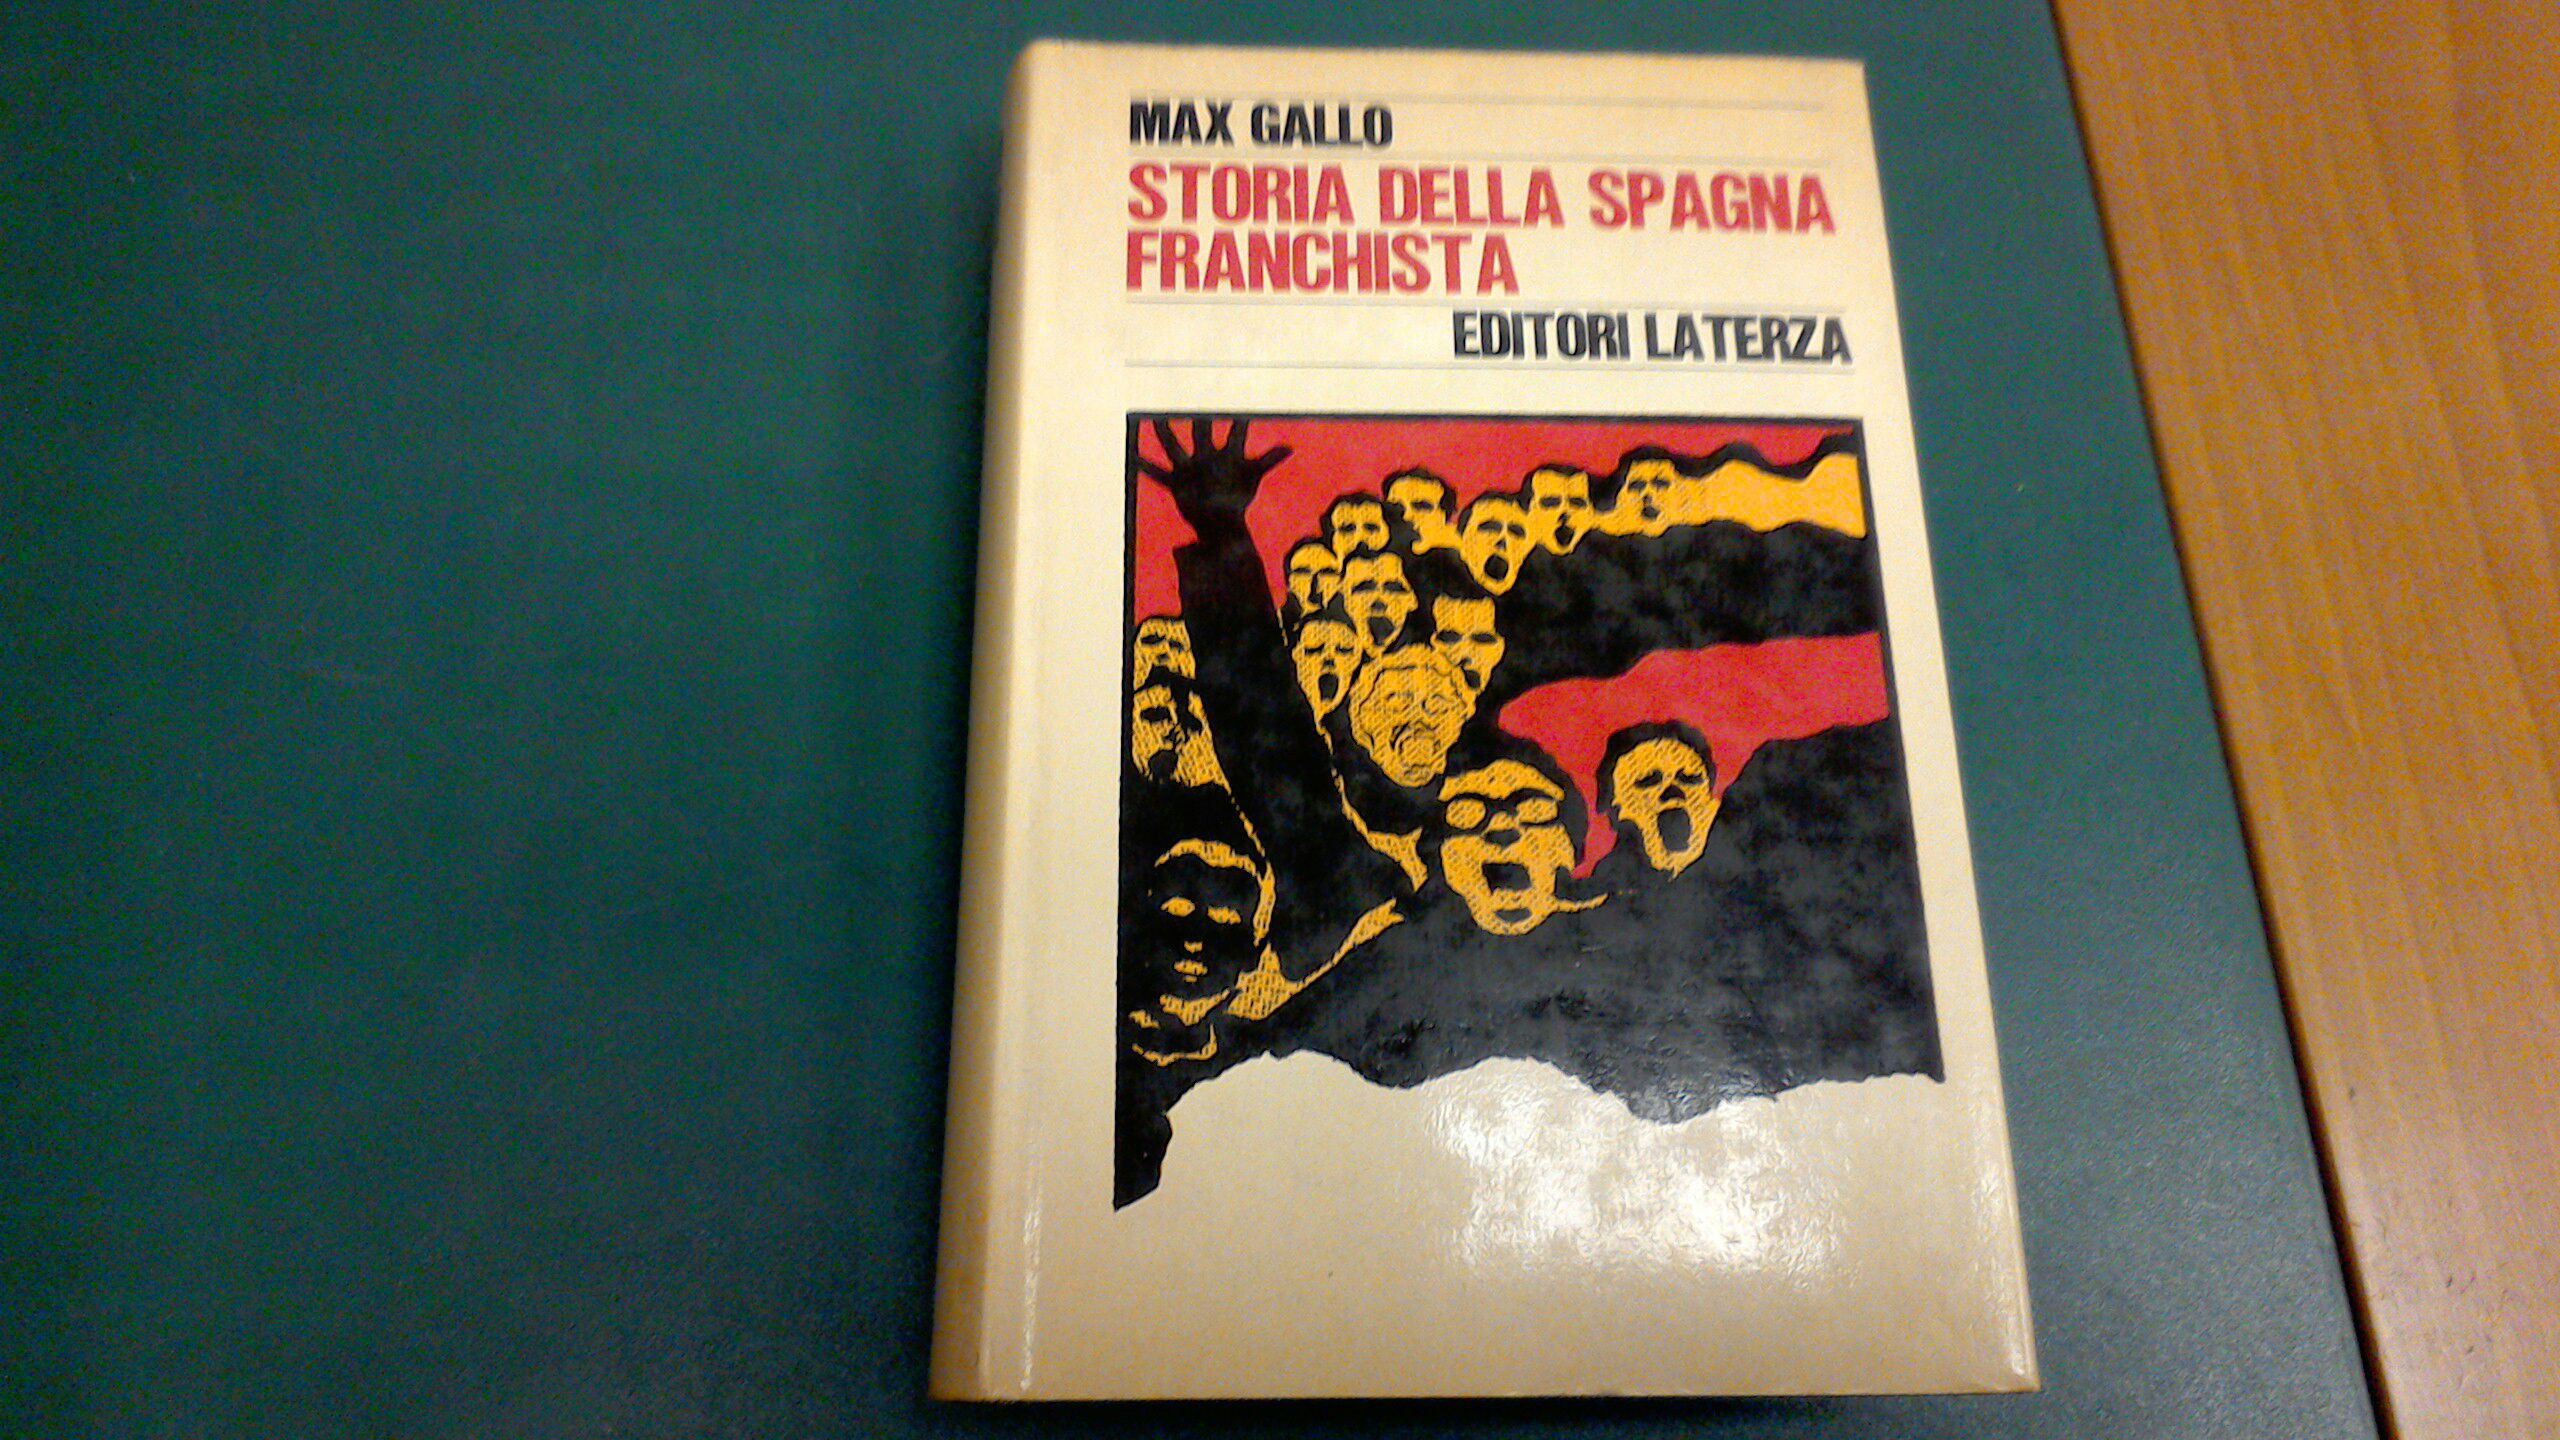 MAX GALLO
STORIA DELLA SPAGNA
FRANCHISTA
EDITORI LATERZA